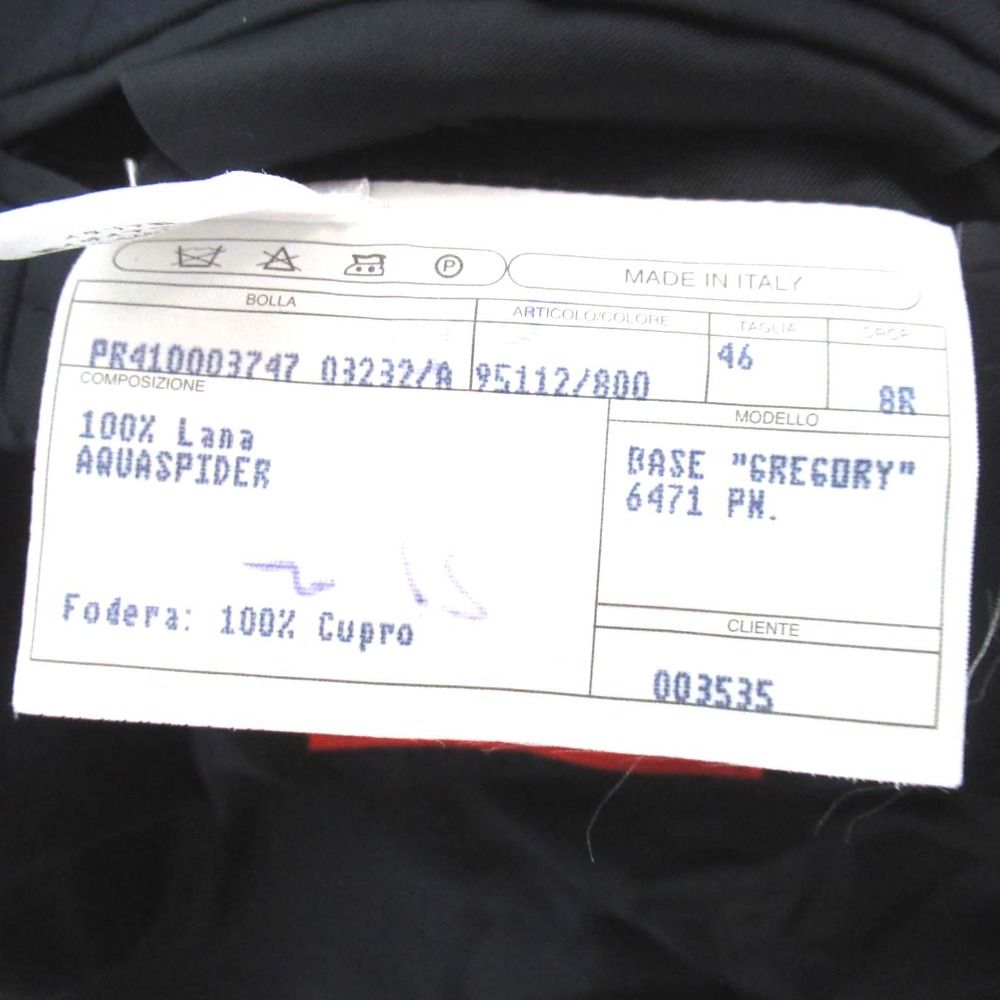 P
MADE IN ITALY
BOLLA
ARTICOLO/COLORE
TAGLIA
DROP
PR410003747 03232/A
95112/800
46
8R
COMPOSIZIONE
100% Lana
AQUASPIDER
Fodera: 100% Cupro
MODELLO
BASE "GREGORY"
6471 PN.
CLIENTE
003535